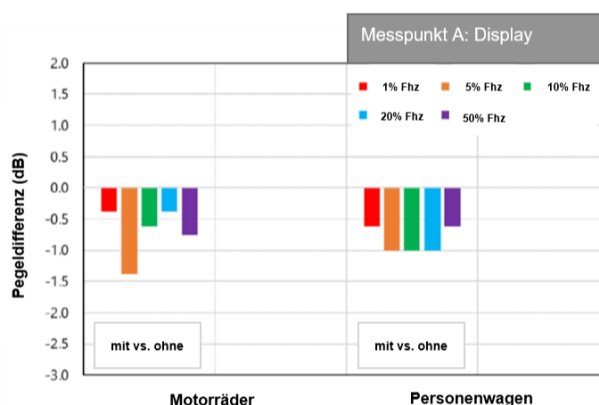 Messpunkt A: Display
1% Fhz
5% Fhz
10% Fhz
20% Fhz
50% Fhz
Pegeldifferenz (dB)
2.0
1.5
1.0
0.5
0.0
-0.5
-1.0
-1.5
-2.0
-2.5
-3.0
mit vs. ohne
mit vs. ohne
Motorräder
Personenwagen